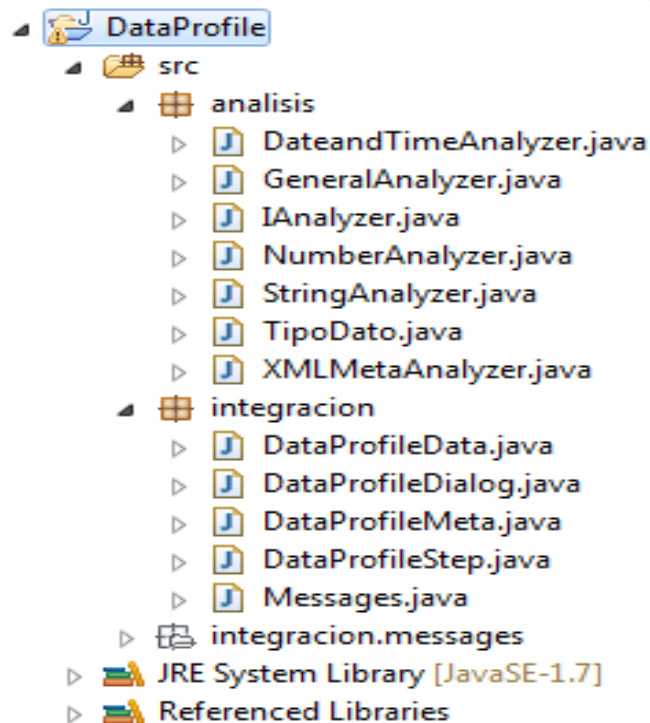 DataProfile
src
analisis
DateandTimeAnalyzer.java
GeneralAnalyzer.java
IAnalyzer.java
NumberAnalyzer.java
StringAnalyzer.java
TipoDato.java
XMLMetaAnalyzer.java
integracion
DataProfileData.java
DataProfileDialog.java
DataProfileMeta.java
DataProfileStep.java
Messages.java
integracion.messages
JRE System Library [JavaSE-1.7]
Referenced Libraries